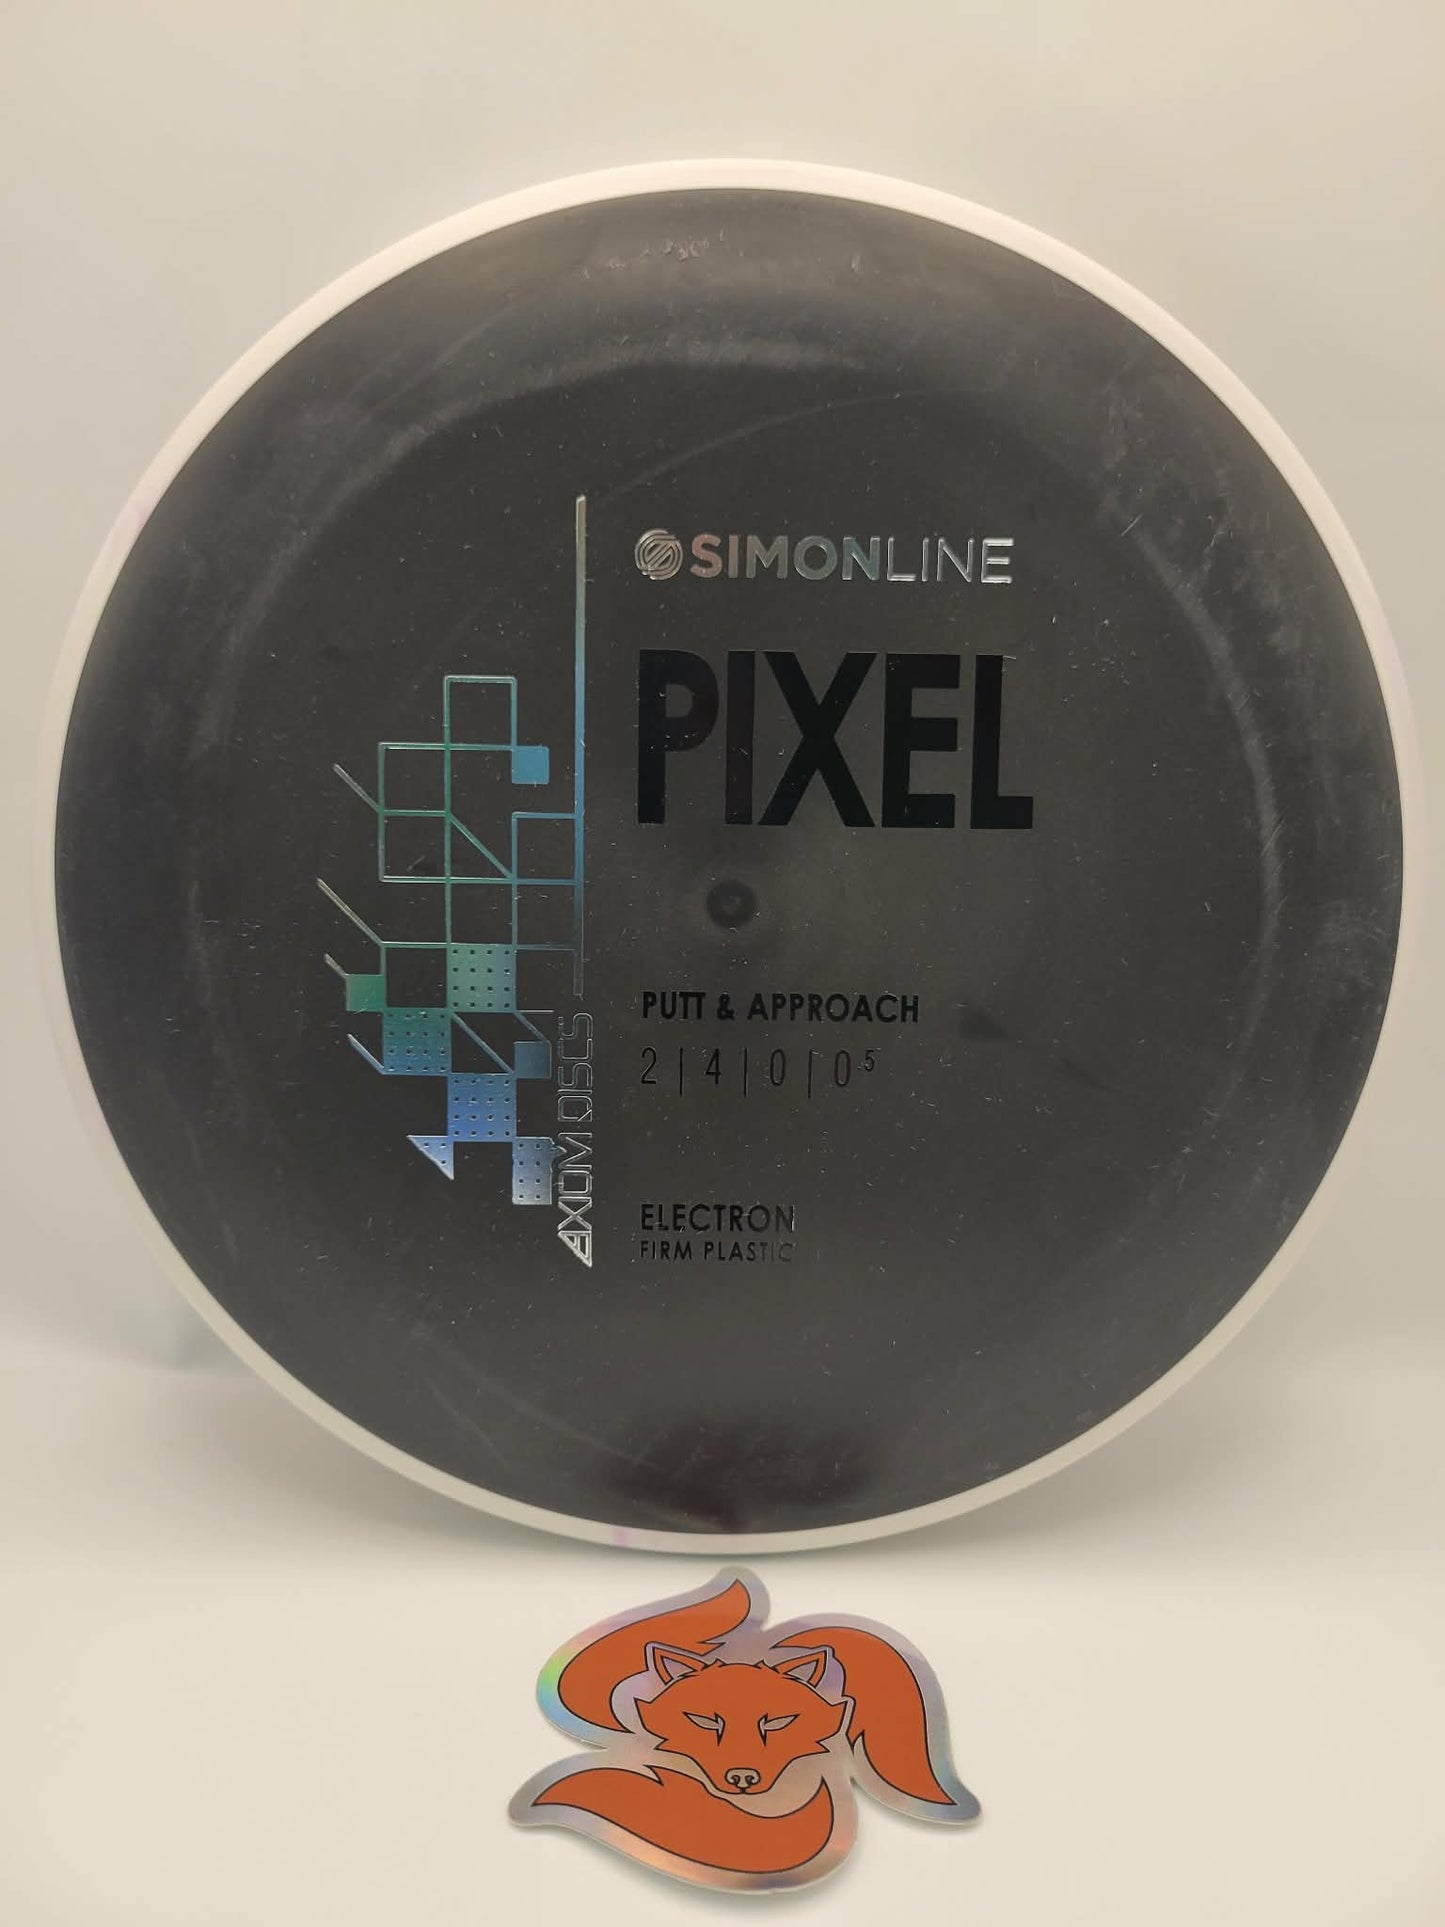 SIMONLINE
PIXEL
PUTT & APPROACH
2 | 4 | 0 | 0.5
ELECTRON
FIRM PLASTIC
AXIOM DISCS